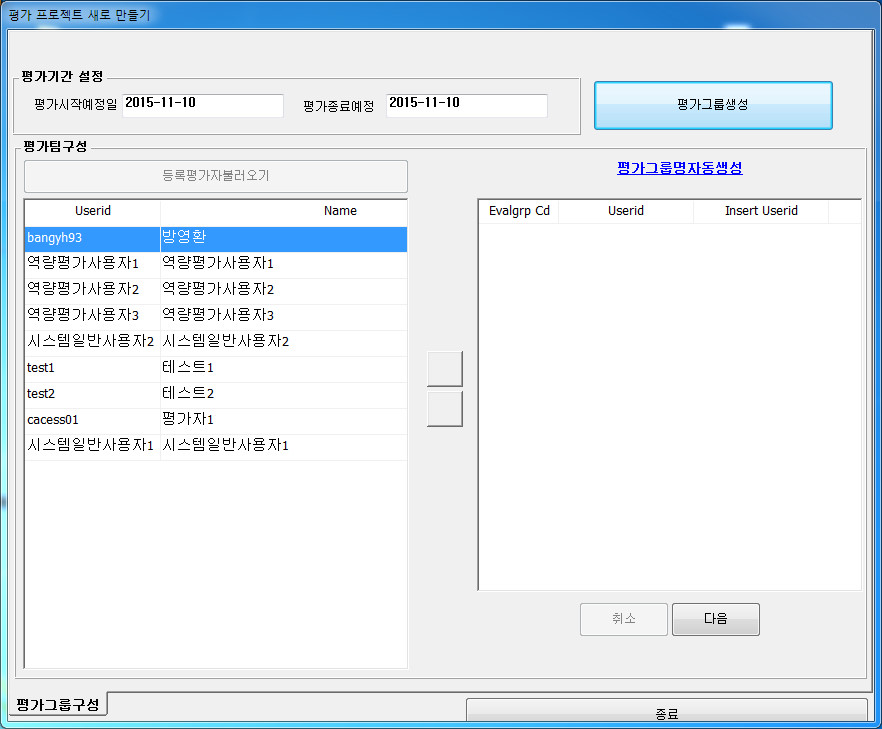 평가 프로젝트 새로 만들기
평가기간 설정
평가시작예정일 2015-11-10 평가종료예정 2015-11-10
평가그룹생성
평가팀구성
등록평가자불러오기
평가그룹명자동생성
Userid Name
bangyh93 방영환
역량평가사용자1 역량평가사용자1
역량평가사용자2 역량평가사용자2
역량평가사용자3 역량평가사용자3
시스템일반사용자2 시스템일반사용자2
test1 테스트1
test2 테스트2
cacess01 평가자1
시스템일반사용자1 시스템일반사용자1
Evalgrp Cd Userid Insert Userid
취소 다음
평가그룹구성
종료